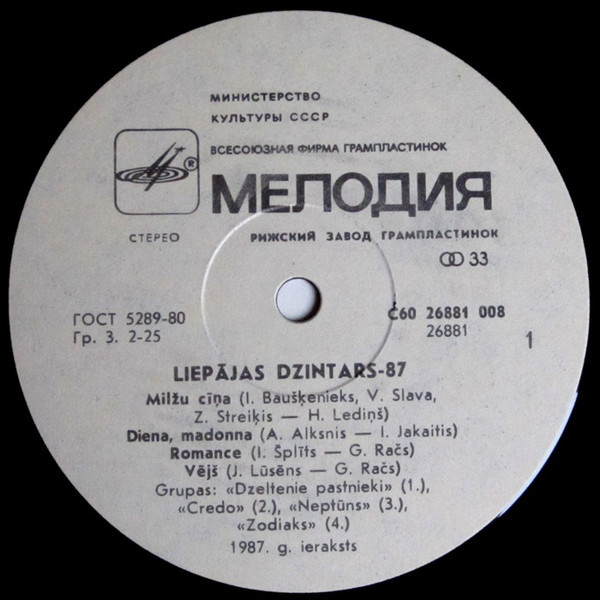 МИНИСТЕРСТВО
КУЛЬТУРЫ СССР
ВСЕСОЮЗНАЯ ФИРМА ГРАМПЛАСТИНОК
®
МЕЛОДИЯ
СТЕРЕО
РИЖСКИЙ ЗАВОД ГРАМПЛАСТИНОК
33
ГОСТ 5289-80
Гр. 3. 2-25
С60 26881 008
26881
1
LIEPĀJAS DZINTARS-87
Milžu cīņa (I. Baušķenieks, V. Slava,
Z. Streiķis — H. Lediņš)
Diena, madonna (A. Alksnis — I. Jakaitis)
Romance (I. Šplīts — G. Račs)
Vējš (J. Lūsēns — G. Račs)
Grupas: «Dzeltenie pastnieki» (1.),
«Credo» (2.), «Neptūns» (3.),
«Zodiaks» (4.)
1987. g. ieraksts